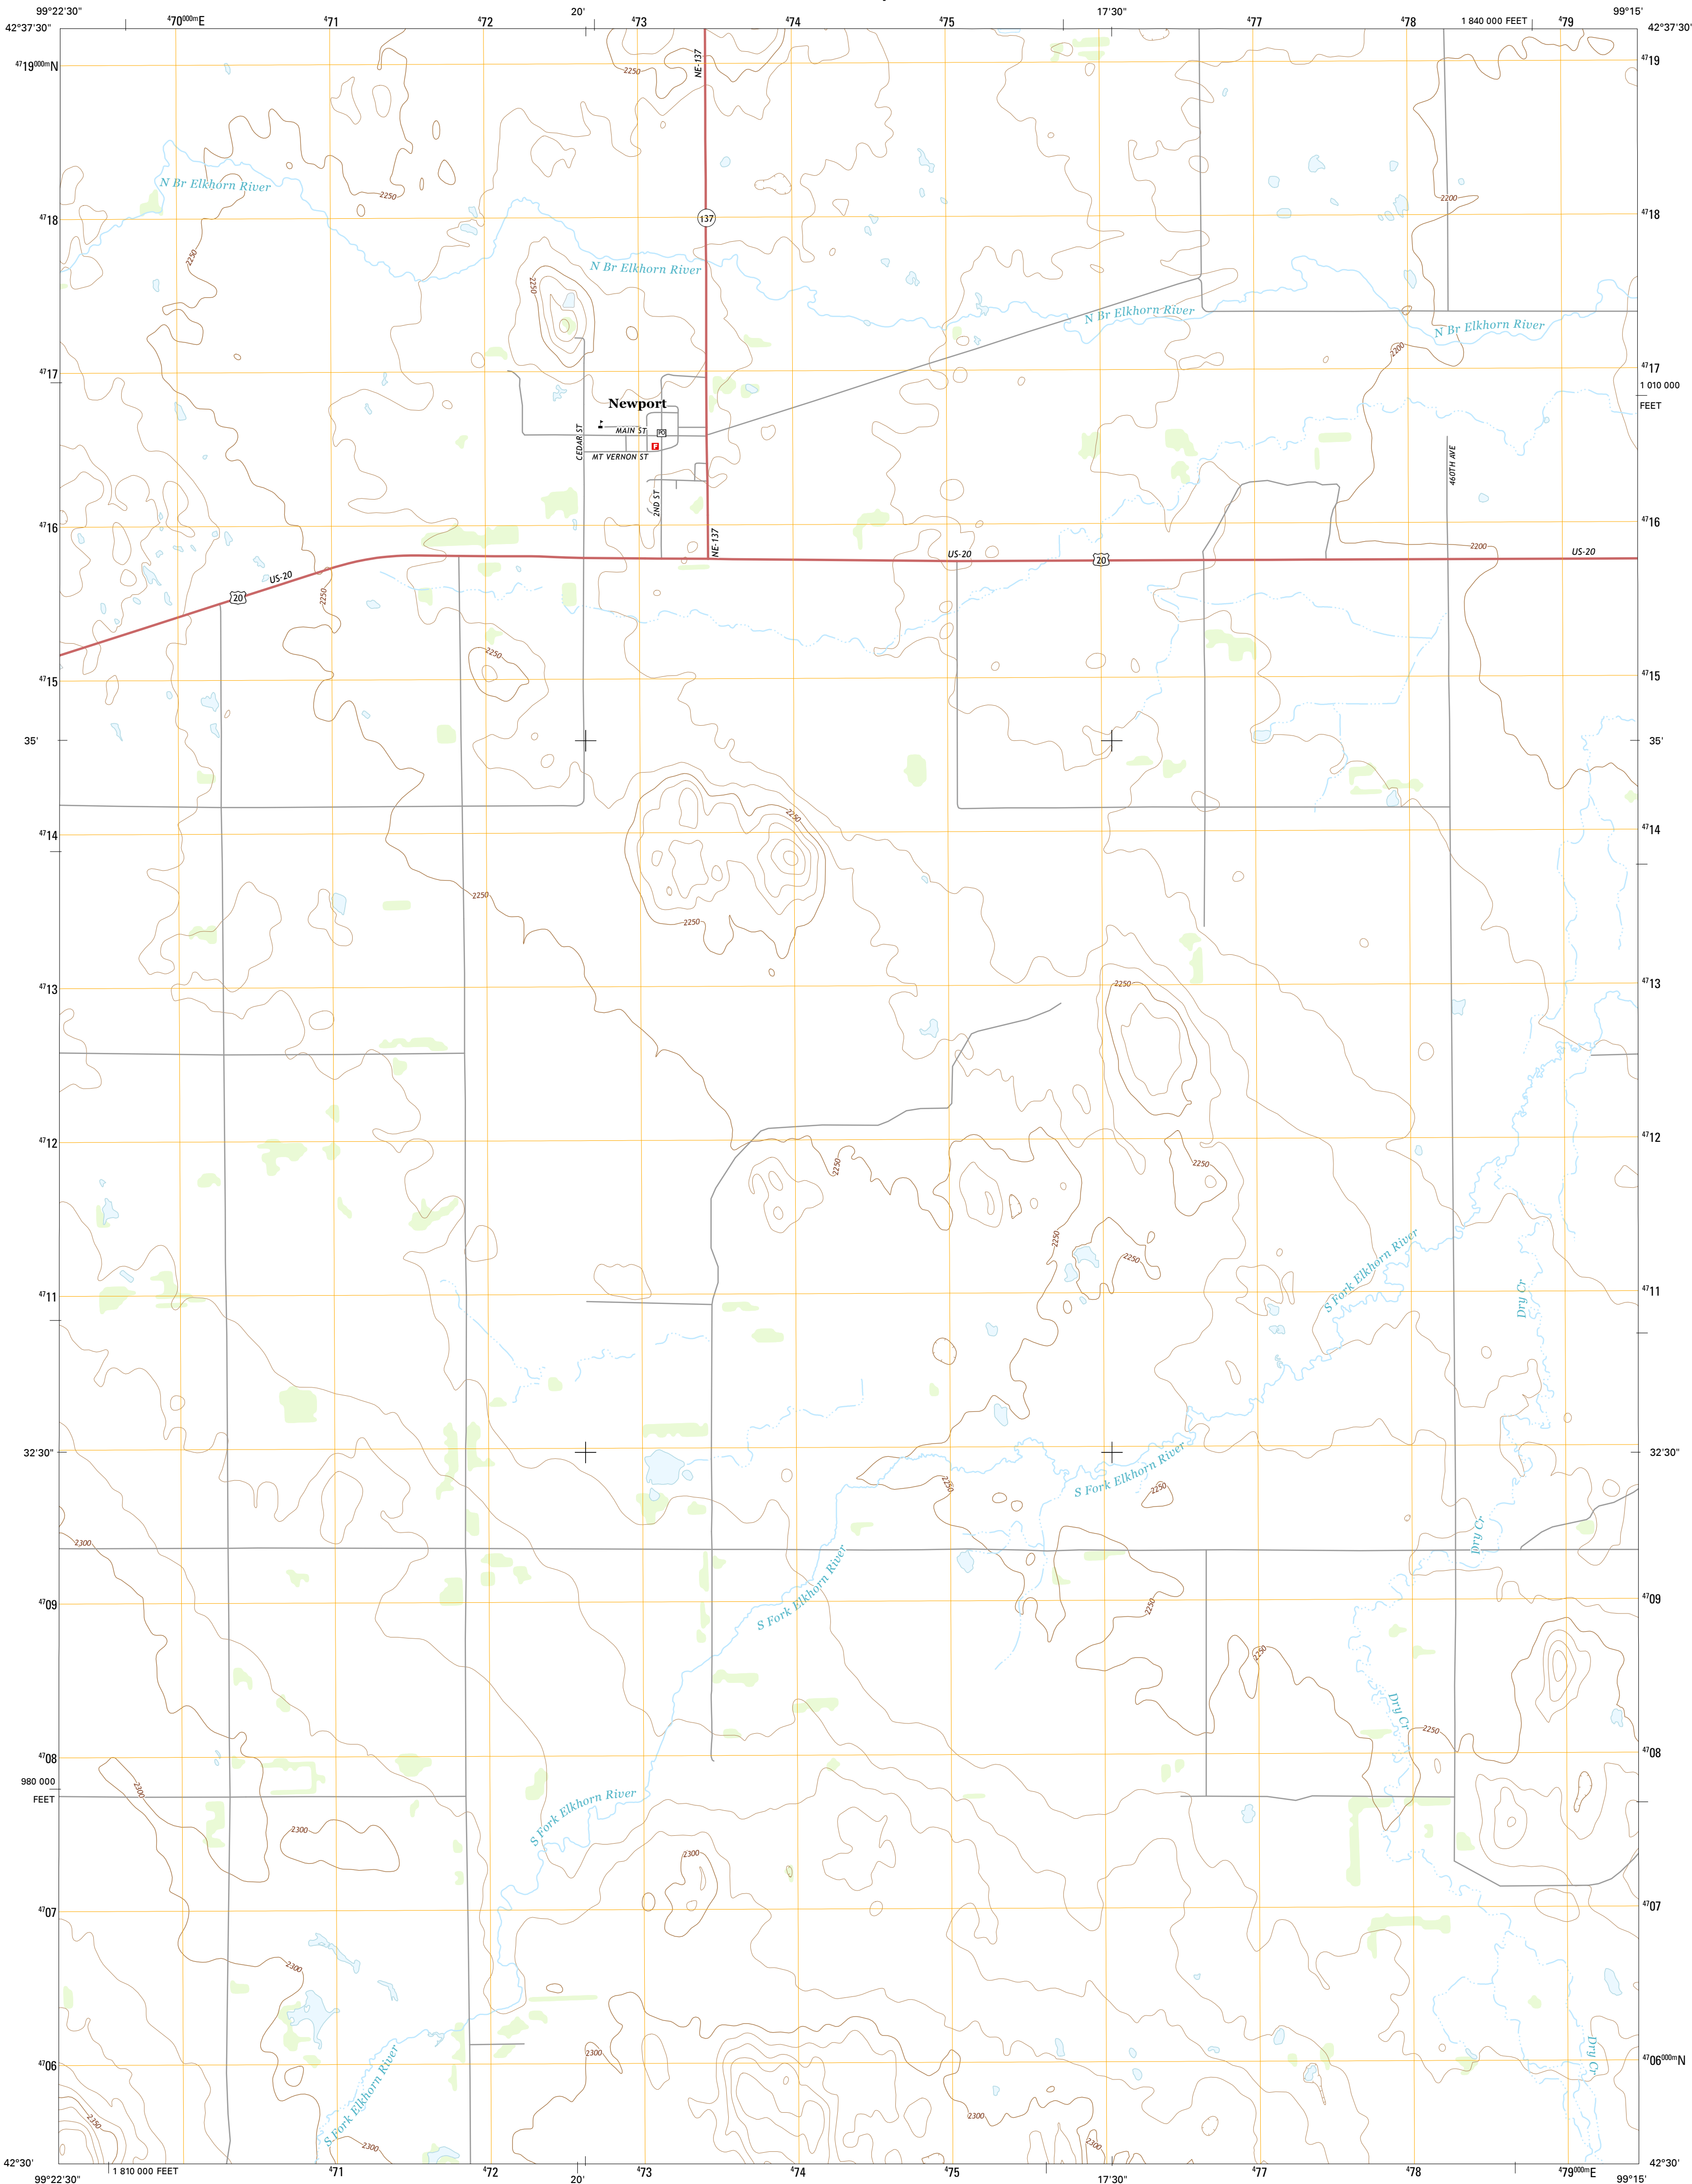 99°22'30"
⁴70⁰⁰⁰ᵐE
⁴71
⁴72
20'
⁴73
⁴74
⁴75
17'30"
⁴77
⁴78
1 840 000 FEET
⁴79
99°15'
42°37'30"
42°37'30"
⁴⁷19⁰⁰⁰ᵐN
NE-137
2250
⁴⁷19
N Br Elkhorn River
2250
2200
⁴⁷18
137
⁴⁷18
2250
N Br Elkhorn River
2250
N Br Elkhorn River
N Br Elkhorn River
2200
⁴⁷17
⁴⁷17
1 010 000
FEET
Newport
MAIN ST
PO
CEDAR ST
F
MT VERNON ST
460TH AVE
2ND ST
⁴⁷16
⁴⁷16
NE-137
2200
US-20
20
US-20
US-20
20
2250
2250
⁴⁷15
⁴⁷15
35'
35'
2250
⁴⁷14
⁴⁷14
2250
2250
⁴⁷13
2250
⁴⁷13
⁴⁷12
⁴⁷12
2250
2250
2250
2250
S Fork Elkhorn River
Dry Cr
⁴⁷11
⁴⁷11
32'30"
32'30"
S Fork Elkhorn River
2250
2250
2300
Dry Cr
S Fork Elkhorn River
⁴⁷09
2250
⁴⁷09
2250
Dry Cr
2250
⁴⁷08
⁴⁷08
980 000
FEET
2300
S Fork Elkhorn River
2300
2300
⁴⁷07
⁴⁷07
2300
2300
⁴⁷06
⁴⁷06⁰⁰⁰ᵐN
Dry Cr
S Fork Elkhorn River
2350
2300
2300
2300
42°30'
42°30'
99°22'30"
1 810 000 FEET
⁴71
⁴72
20'
⁴73
⁴74
⁴75
17'30"
⁴77
⁴78
⁴79⁰⁰⁰ᵐE
99°15'